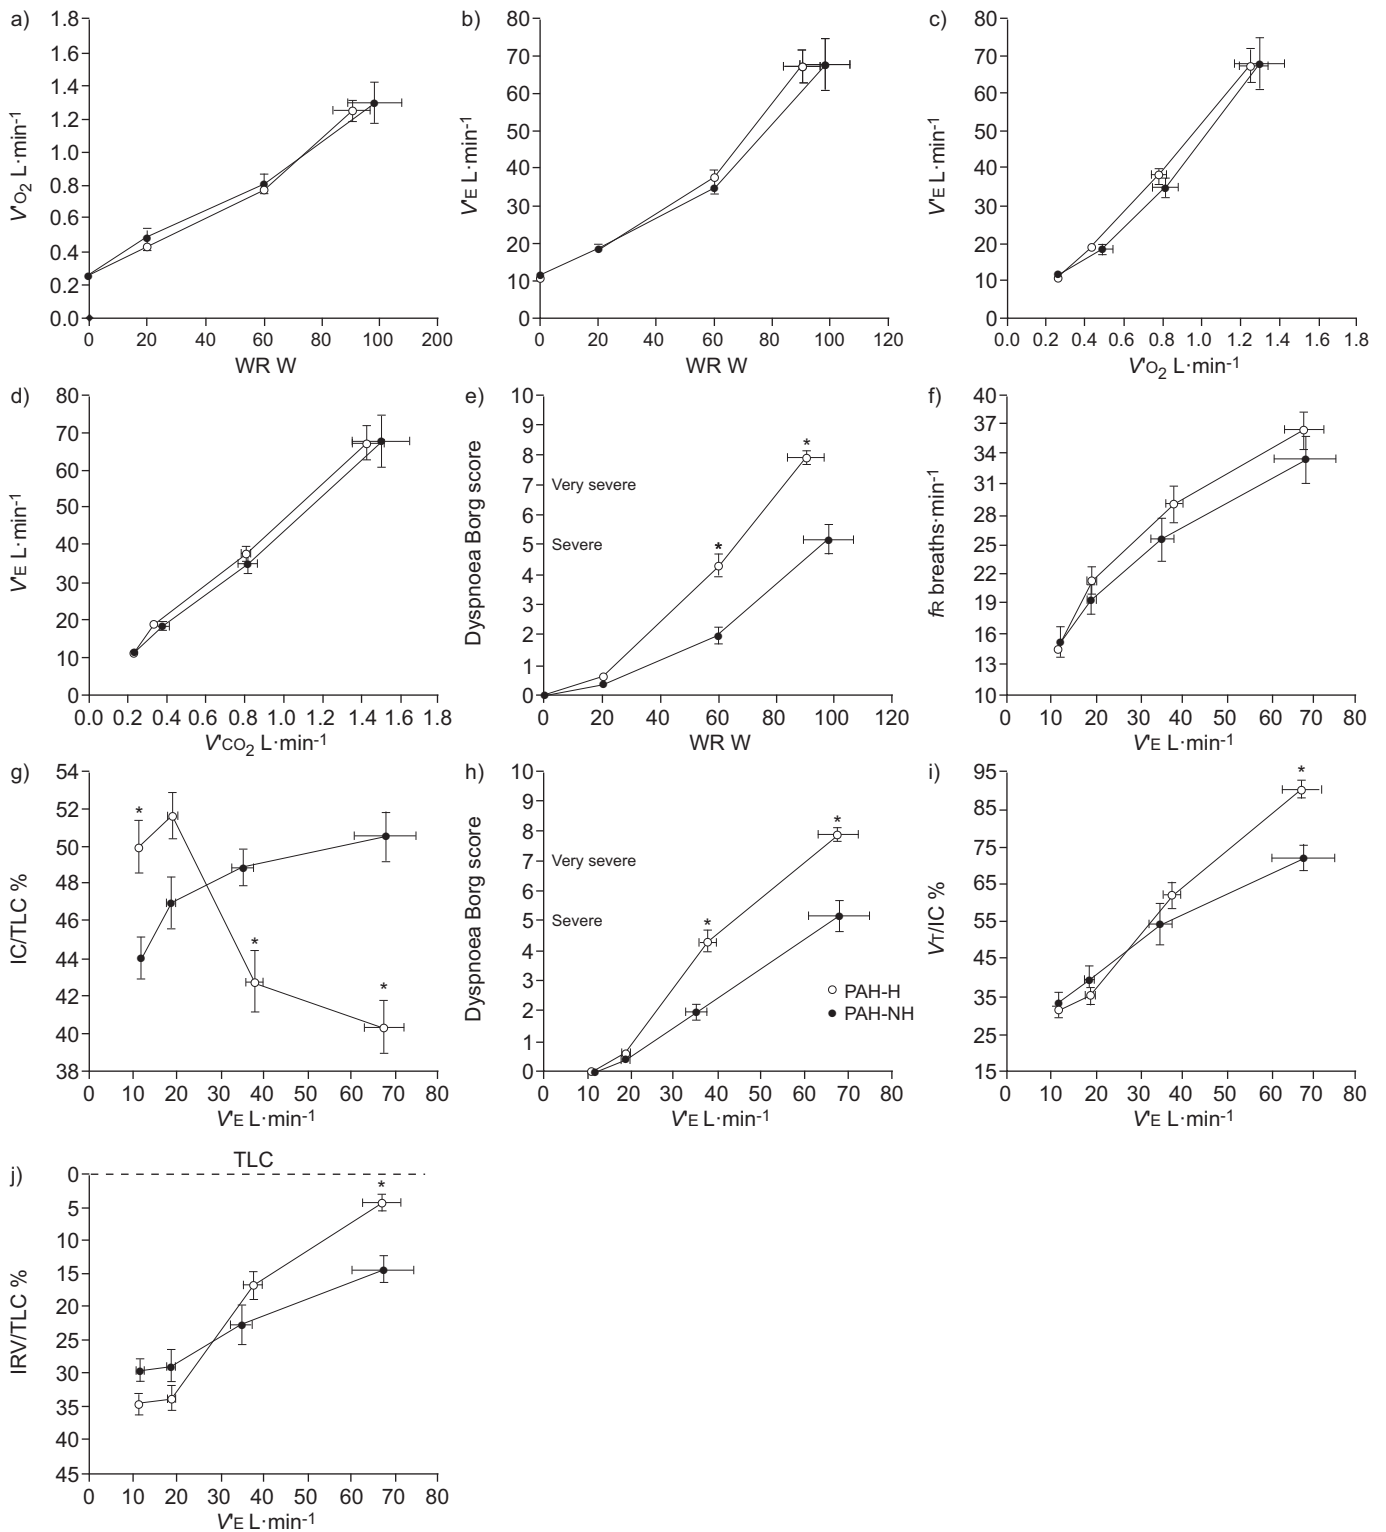 a)
1.8
1.6
1.4
1.2
1.0
0.8
0.6
0.4
0.2
0.0
V'O2 L·min-1
0 20 60 100 200
WR W
b)
80
70
60
50
40
30
20
10
0
V'E L·min-1
0 20 40 60 80 100 120
WR W
c)
80
70
60
50
40
30
20
10
0
V'E L·min-1
0.0 0.2 0.6 0.8 1.0 1.2 1.4 1.6 1.8
V'O2 L·min-1
d)
80
70
60
50
40
30
20
10
0
V'E L·min-1
0.0 0.2 0.4 0.6 0.8 1.0 1.2 1.4 1.6 1.8
V'CO2 L·min-1
e)
10
9
8
7
6
5
4
3
2
1
0
Dyspnoea Borg score
*
*
Very severe
Severe
0 20 40 60 80 100 120
WR W
f)
40
37
34
31
28
25
22
19
16
13
10
fR breaths·min-1
0 10 20 30 40 50 60 70 80
V'E L·min-1
g)
54
52
50
48
46
44
42
40
38
IC/TLC %
*
*
*
0 10 20 30 40 50 60 70 80
V'E L·min-1
h)
10
9
8
7
6
5
4
3
2
1
0
Dyspnoea Borg score
*
*
Very severe
Severe
PAH-H
PAH-NH
0 10 20 30 40 50 60 70 80
V'E L·min-1
i)
95
85
75
65
55
45
35
25
15
VT/IC %
*
0 10 20 30 40 50 60 70 80
V'E L·min-1
j)
TLC
0
5
10
15
20
25
30
35
40
45
IRV/TLC %
*
0 10 20 30 40 50 60 70 80
V'E L·min-1